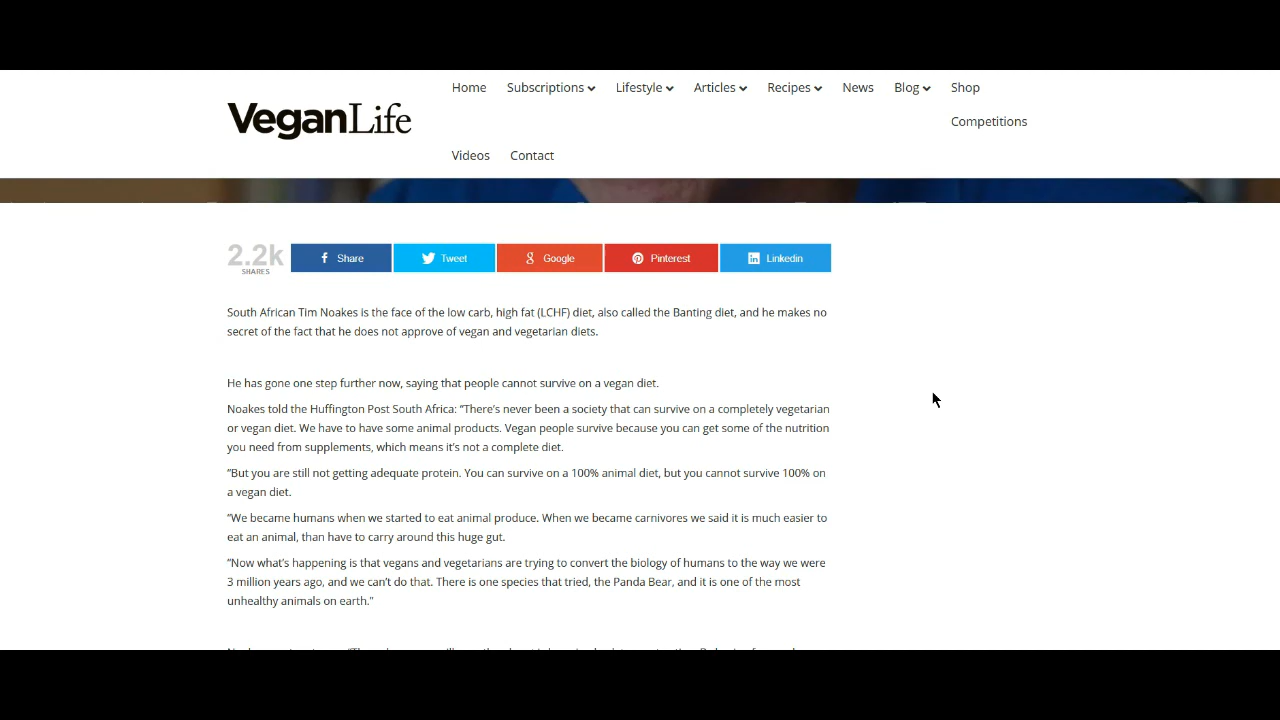 Home Subscriptions Lifestyle Articles Recipes News Blog Shop
VeganLife
Competitions
Videos Contact
2.2k
SHARES
Share Tweet Google Pinterest Linkedin
South African Tim Noakes is the face of the low carb, high fat (LCHF) diet, also called the Banting diet, and he makes no
secret of the fact that he does not approve of vegan and vegetarian diets.
He has gone one step further now, saying that people cannot survive on a vegan diet.
Noakes told the Huffington Post South Africa: “There’s never been a society that can survive on a completely vegetarian
or vegan diet. We have to have some animal products. Vegan people survive because you can get some of the nutrition
you need from supplements, which means it’s not a complete diet.
“But you are still not getting adequate protein. You can survive on a 100% animal diet, but you cannot survive 100% on
a vegan diet.
“We became humans when we started to eat animal produce. When we became carnivores we said it is much easier to
eat an animal, than have to carry around this huge gut.
“Now what’s happening is that vegans and vegetarians are trying to convert the biology of humans to the way we were
3 million years ago, and we can’t do that. There is one species that tried, the Panda Bear, and it is one of the most
unhealthy animals on earth.”